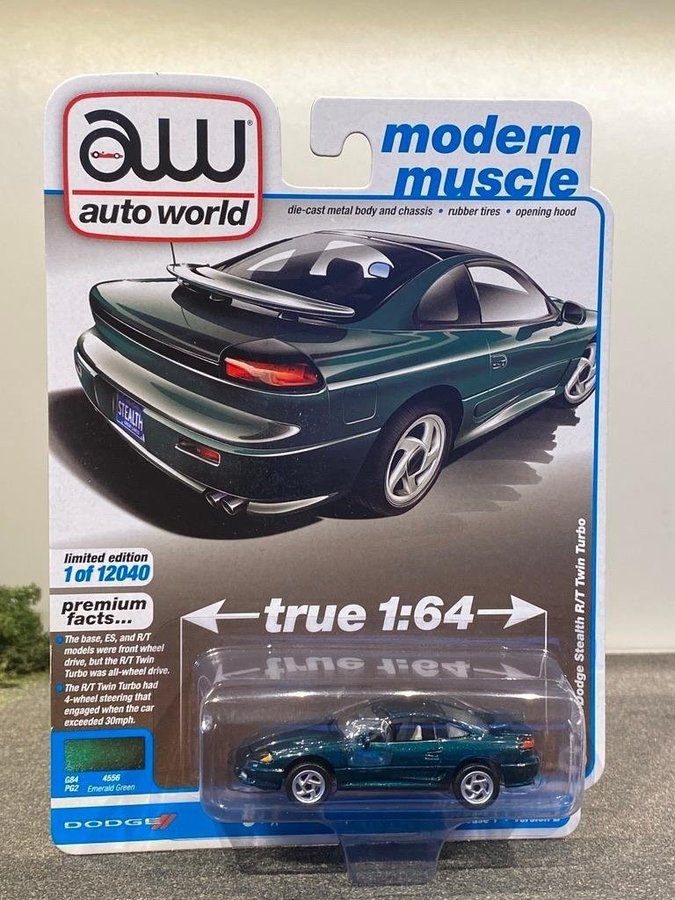 aw ®
auto world
modern
muscle
die-cast metal body and chassis • rubber tires • opening hood
STEALTH
limited edition
1 of 12040
premium
facts...
• The base, ES, and R/T
models were front wheel
drive, but the R/T Twin
Turbo was all-wheel drive.
• The R/T Twin Turbo had
4-wheel steering that
engaged when the car
exceeded 30mph.
true 1:64
true 1:64
Dodge Stealth R/T Twin Turbo
G84 4556
PG2 Emerald Green
DODGE